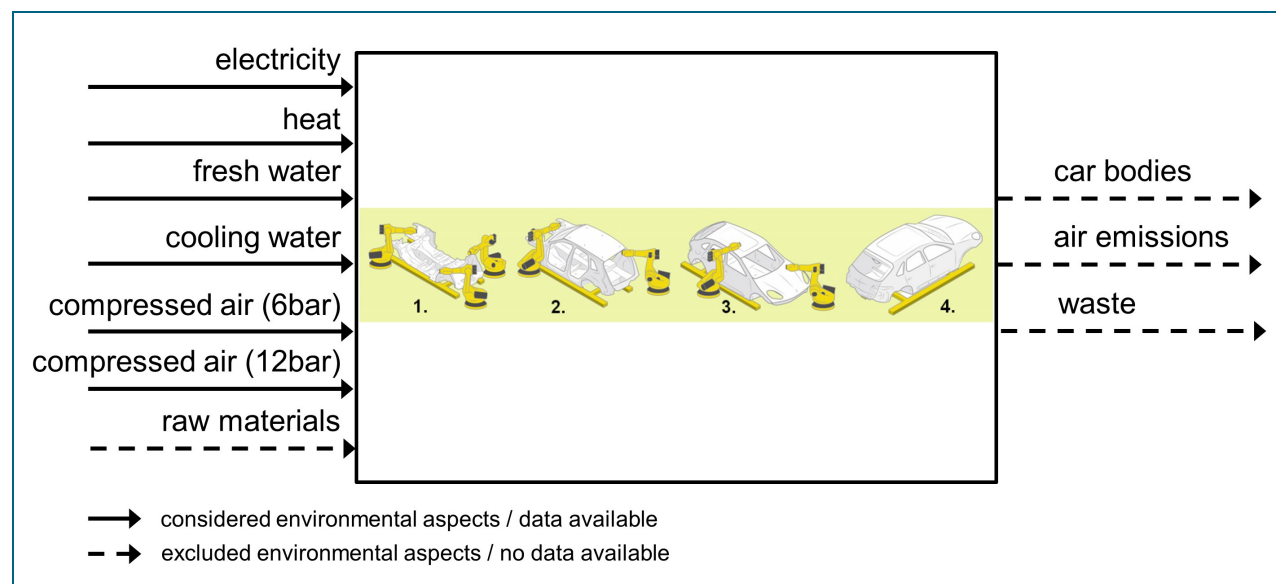 electricity
heat
fresh water
cooling water
compressed air (6bar)
compressed air (12bar)
raw materials
1.
2.
3.
4.
car bodies
air emissions
waste
considered environmental aspects / data available
excluded environmental aspects / no data available